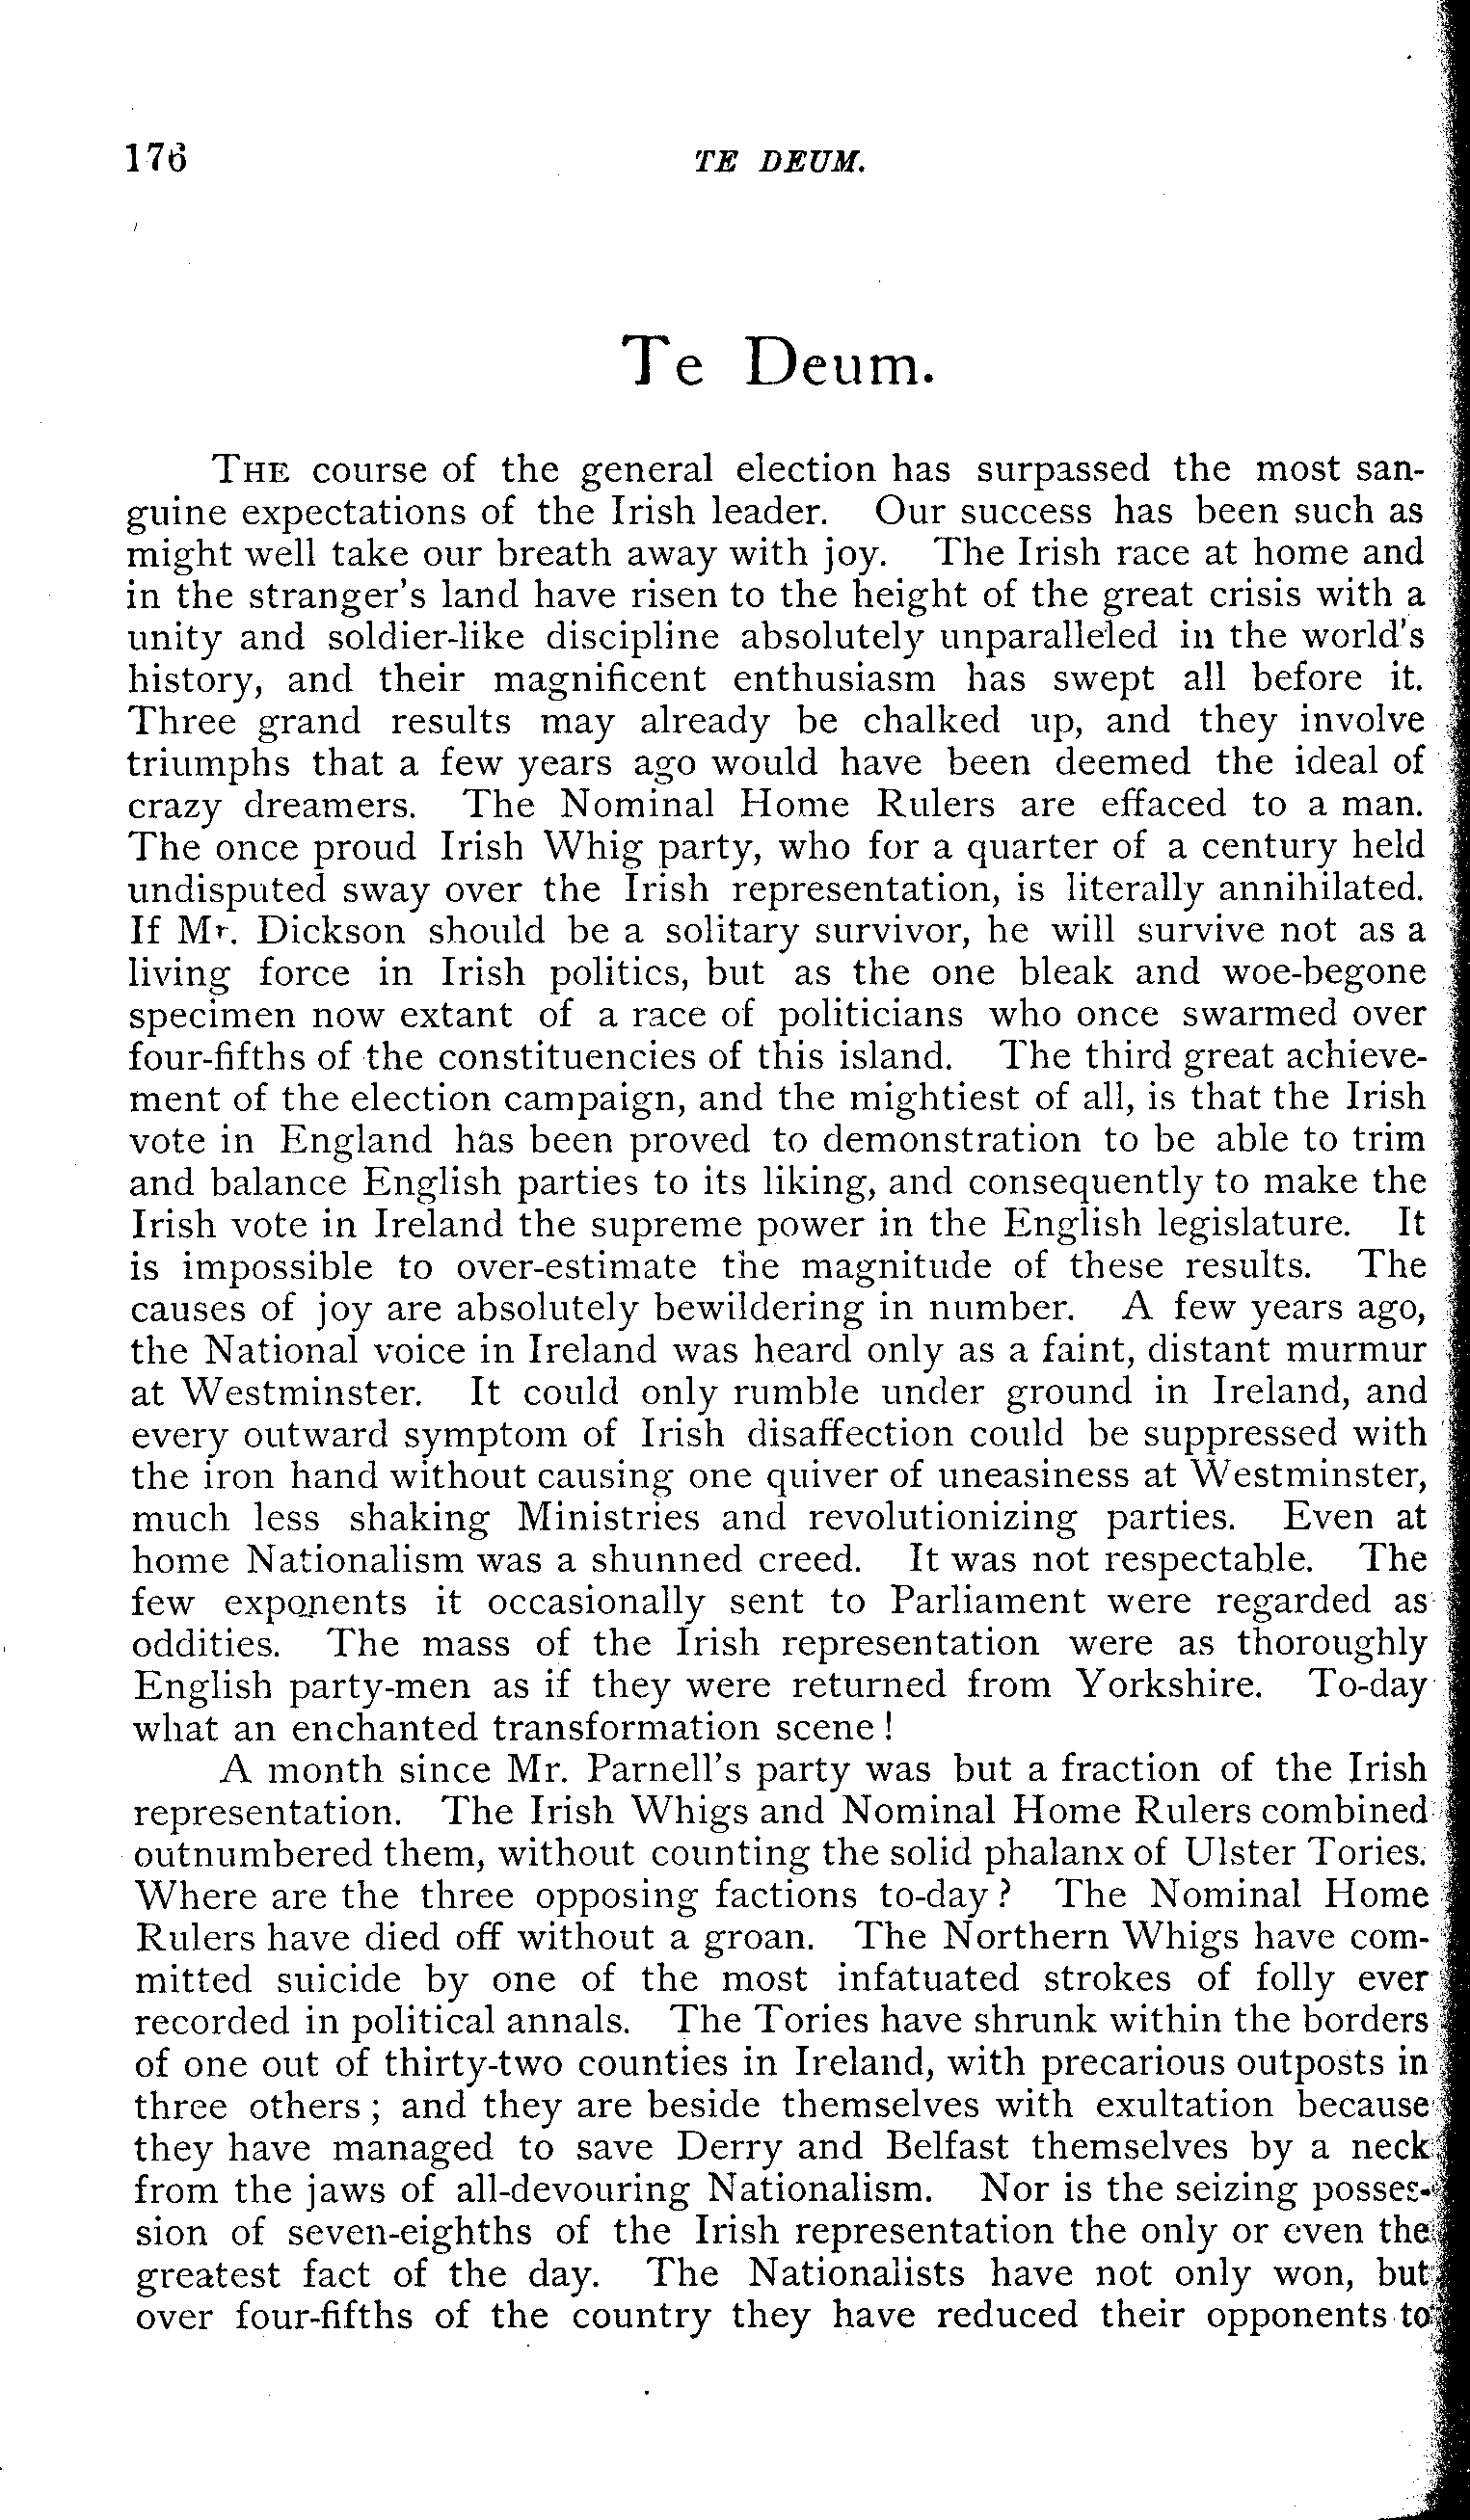 176 TE DEUM.
Te Deum.
THE course of the general election has surpassed the most san-
guine expectations of the Irish leader. Our success has been such as
might well take our breath away with joy. The Irish race at home and
in the stranger's land have risen to the height of the great crisis with a
unity and soldier-like discipline absolutely unparalleled in the world's
history, and their magnificent enthusiasm has swept all before it.
Three grand results may already be chalked up, and they involve
triumphs that a few years ago would have been deemed the ideal of
crazy dreamers. The Nominal Home Rulers are effaced to a man.
The once proud Irish Whig party, who for a quarter of a century held
undisputed sway over the Irish representation, is literally annihilated.
If Mr. Dickson should be a solitary survivor, he will survive not as a
living force in Irish politics, but as the one bleak and woe-begone
specimen now extant of a race of politicians who once swarmed over
four-fifths of the constituencies of this island. The third great achieve-
ment of the election campaign, and the mightiest of all, is that the Irish
vote in England has been proved to demonstration to be able to trim
and balance English parties to its liking, and consequently to make the
Irish vote in Ireland the supreme power in the English legislature. It
is impossible to over-estimate the magnitude of these results. The
causes of joy are absolutely bewildering in number. A few years ago,
the National voice in Ireland was heard only as a faint, distant murmur
at Westminster. It could only rumble under ground in Ireland, and
every outward symptom of Irish disaffection could be suppressed with
the iron hand without causing one quiver of uneasiness at Westminster,
much less shaking Ministries and revolutionizing parties. Even at
home Nationalism was a shunned creed. It was not respectable. The
few exponents it occasionally sent to Parliament were regarded as
oddities. The mass of the Irish representation were as thoroughly
English party-men as if they were returned from Yorkshire. To-day
what an enchanted transformation scene!
A month since Mr. Parnell's party was but a fraction of the Irish
representation. The Irish Whigs and Nominal Home Rulers combined
outnumbered them, without counting the solid phalanx of Ulster Tories.
Where are the three opposing factions to-day? The Nominal Home
Rulers have died off without a groan. The Northern Whigs have com-
mitted suicide by one of the most infatuated strokes of folly ever
recorded in political annals. The Tories have shrunk within the borders
of one out of thirty-two counties in Ireland, with precarious outposts in
three others; and they are beside themselves with exultation because
they have managed to save Derry and Belfast themselves by a neck
from the jaws of all-devouring Nationalism. Nor is the seizing posses-
sion of seven-eighths of the Irish representation the only or even the
greatest fact of the day. The Nationalists have not only won, but
over four-fifths of the country they have reduced their opponents to